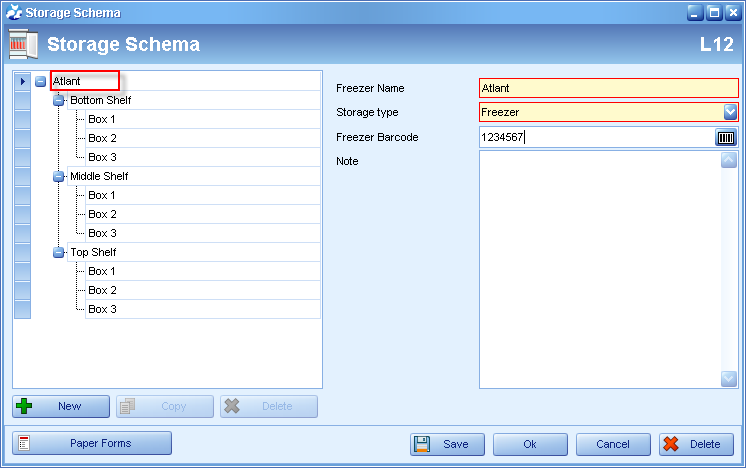 Storage Schema
Storage Schema
L12
Atlant
Bottom Shelf
Box 1
Box 2
Box 3
Middle Shelf
Box 1
Box 2
Box 3
Top Shelf
Box 1
Box 2
Box 3
Freezer Name Atlant
Storage type Freezer
Freezer Barcode 1234567
Note
New Copy Delete
Paper Forms Save Ok Cancel Delete